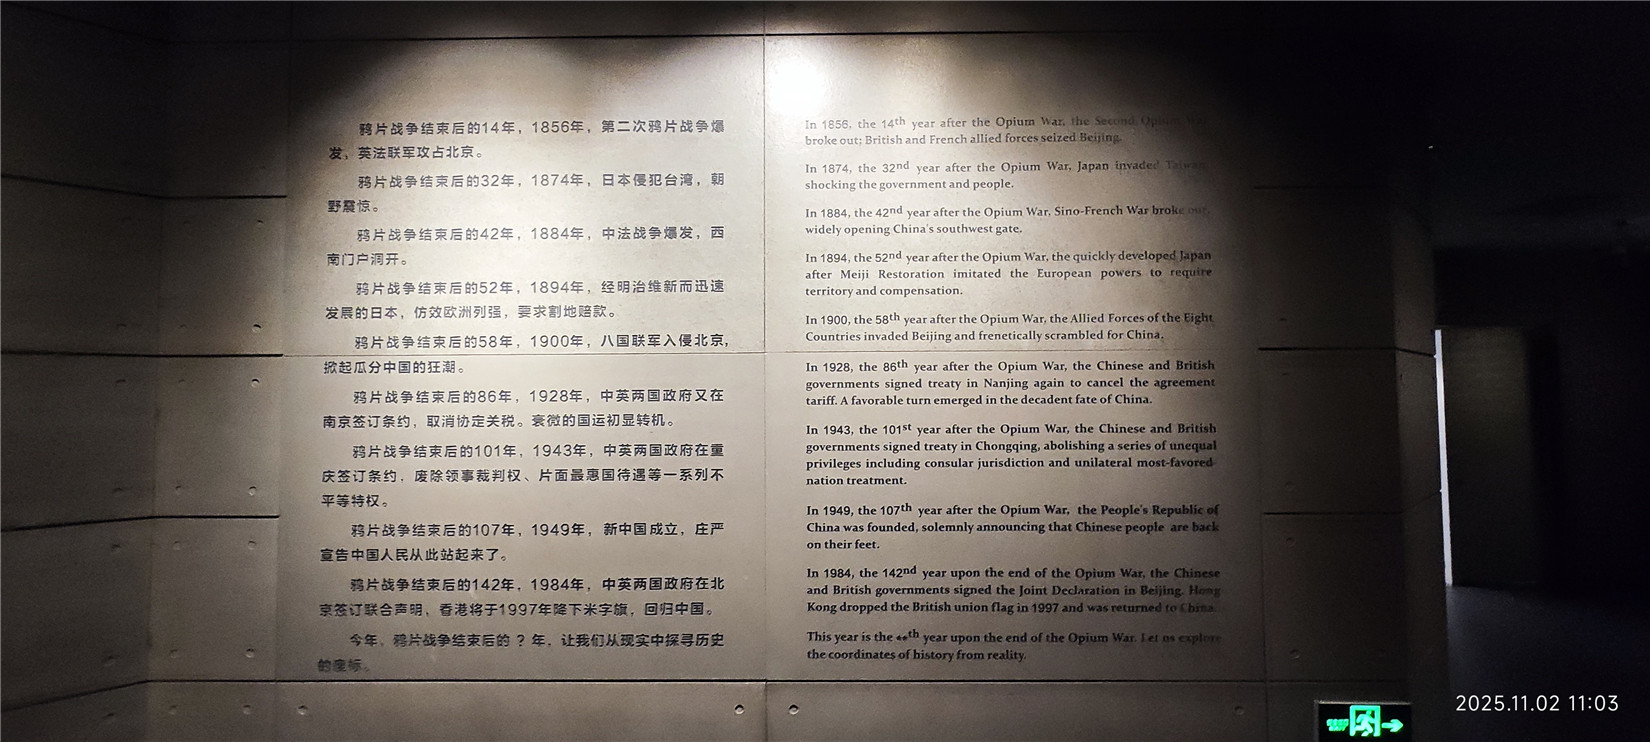 鸦片战争结束后的14年，1856年，第二次鸦片战争爆
发，英法联军攻占北京。
鸦片战争结束后的32年，1874年，日本侵犯台湾，朝
野震惊。
鸦片战争结束后的42年，1884年，中法战争爆发，西
南门户洞开。
鸦片战争结束后的52年，1894年，经明治维新而迅速
发展的日本，仿效欧洲列强，要求割地赔款。
鸦片战争结束后的58年，1900年，八国联军入侵北京，
掀起瓜分中国的狂潮。
鸦片战争结束后的86年，1928年，中英两国政府又在
南京签订条约，取消协定关税。衰微的国运初显转机。
鸦片战争结束后的101年，1943年，中英两国政府在重
庆签订条约，废除领事裁判权、片面最惠国待遇等一系列不
平等特权。
鸦片战争结束后的107年，1949年，新中国成立，庄严
宣告中国人民从此站起来了。
鸦片战争结束后的142年，1984年，中英两国政府在北
京签订联合声明，香港将于1997年降下米字旗，回归中国。
今年，鸦片战争结束后的？年，让我们从现实中探寻历史
的座标。
In 1856, the 14th year after the Opium War, the Second Opium War
broke out; British and French allied forces seized Beijing.
In 1874, the 32nd year after the Opium War, Japan invaded Taiwan,
shocking the government and people.
In 1884, the 42nd year after the Opium War, Sino-French War broke out,
widely opening China's southwest gate.
In 1894, the 52nd year after the Opium War, the quickly developed Japan
after Meiji Restoration imitated the European powers to require
territory and compensation.
In 1900, the 58th year after the Opium War, the Allied Forces of the Eight
Countries invaded Beijing and frenetically scrambled for China.
In 1928, the 86th year after the Opium War, the Chinese and British
governments signed treaty in Nanjing again to cancel the agreement
tariff. A favorable turn emerged in the decadent fate of China.
In 1943, the 101st year after the Opium War, the Chinese and British
governments signed treaty in Chongqing, abolishing a series of unequal
privileges including consular jurisdiction and unilateral most-favored-
nation treatment.
In 1949, the 107th year after the Opium War, the People's Republic of
China was founded, solemnly announcing that Chinese people are back
on their feet.
In 1984, the 142nd year upon the end of the Opium War, the Chinese
and British governments signed the Joint Declaration in Beijing. Hong
Kong dropped the British union flag in 1997 and was returned to China.
This year is the **th year upon the end of the Opium War. Let us explore
the coordinates of history from reality.
2025.11.02 11:03